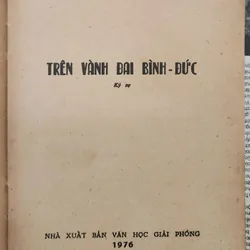 TRÊN VÀNH ĐAI BÌNH-ĐỨC
Ký sự
NHÀ XUẤT BẢN VĂN HỌC GIẢI PHÓNG
1976